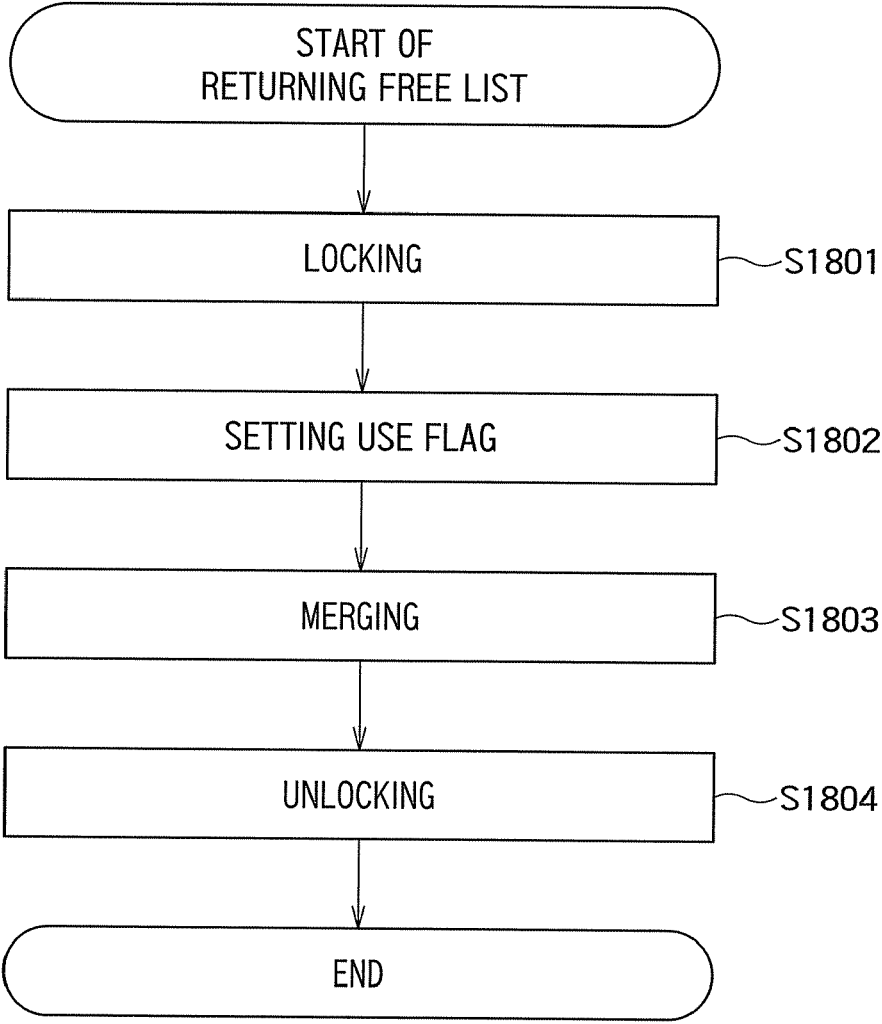 START OF
RETURNING FREE LIST
LOCKING
S1801
SETTING USE FLAG
S1802
MERGING
S1803
UNLOCKING
S1804
END